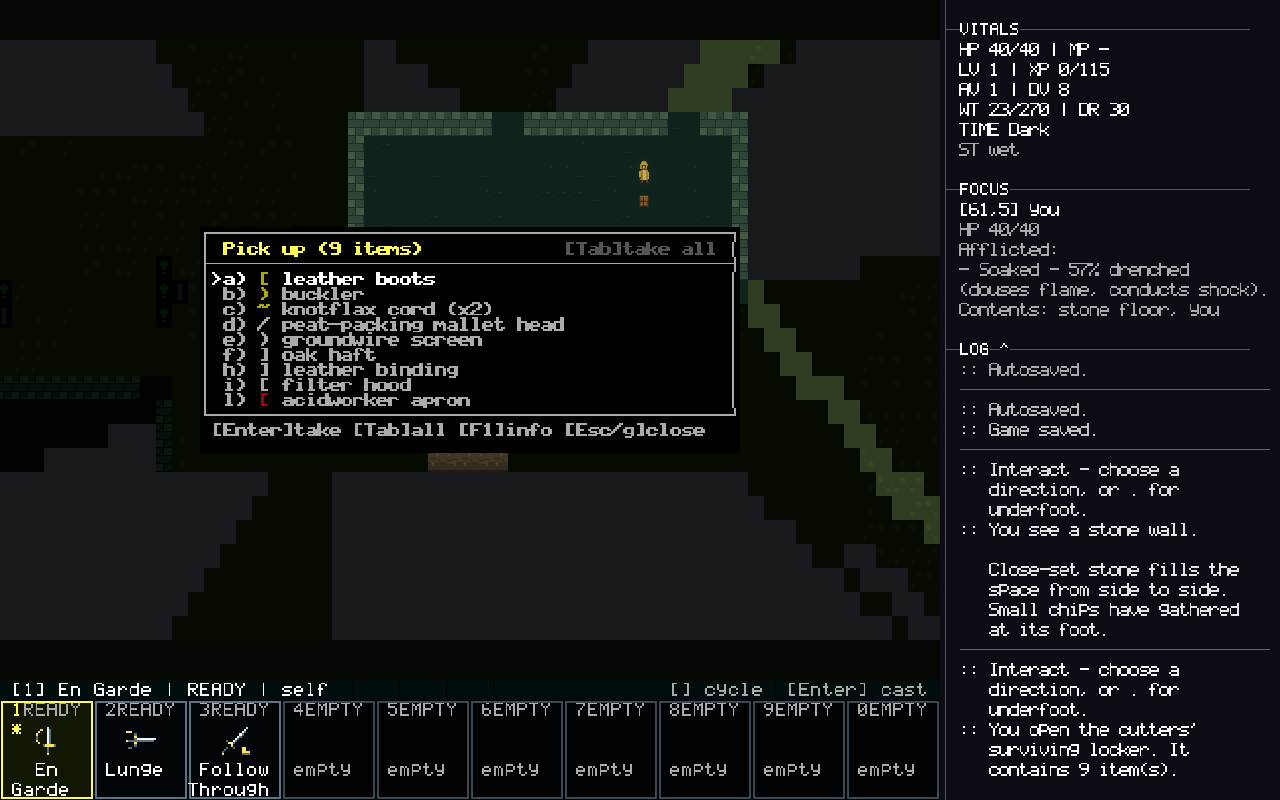 Pick up (9 items) [Tab]take all
>a) [ leather boots
b) ) buckler
c) ~ knotflax cord (x2)
d) / peat-packing mallet head
e) ) groundwire screen
f) ] oak haft
h) ] leather binding
i) [ filter hood
l) [ acidworker apron
[Enter]take [Tab]all [F1]info [Esc/g]close
[1] En Garde | READY | self [] cycle [Enter] cast
1READY 2READY 3READY 4EMPTY 5EMPTY 6EMPTY 7EMPTY 8EMPTY 9EMPTY 0EMPTY
*
En Garde
Lunge
Follow Through
empty empty empty empty empty empty empty
VITALS
HP 40/40 | MP -
LV 1 | XP 0/115
AV 1 | DV 8
WT 23/270 | DR 30
TIME Dark
ST wet
FOCUS
[61,5] You
HP 40/40
Afflicted:
- Soaked - 57% drenched
(douses flame, conducts shock).
Contents: stone floor, You
LOG ^
:: Autosaved.
:: Autosaved.
:: Game saved.
:: Interact - choose a
direction, or . for
underfoot.
:: You see a stone wall.
Close-set stone fills the
space from side to side.
Small chips have gathered
at its foot.
:: Interact - choose a
direction, or . for
underfoot.
:: You open the cutters'
surviving locker. It
contains 9 item(s).